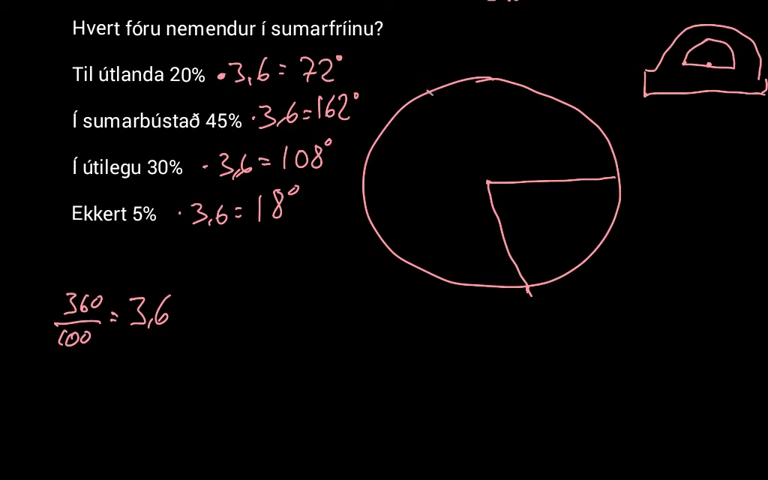 Hvert fóru nemendur í sumarfríinu?
Til útlanda 20% • 3,6 = 72°
Í sumarbústað 45% · 3,6 = 162°
Í útilegu 30% · 3,6 = 108°
Ekkert 5% · 3,6 = 18°
360/100 = 3,6